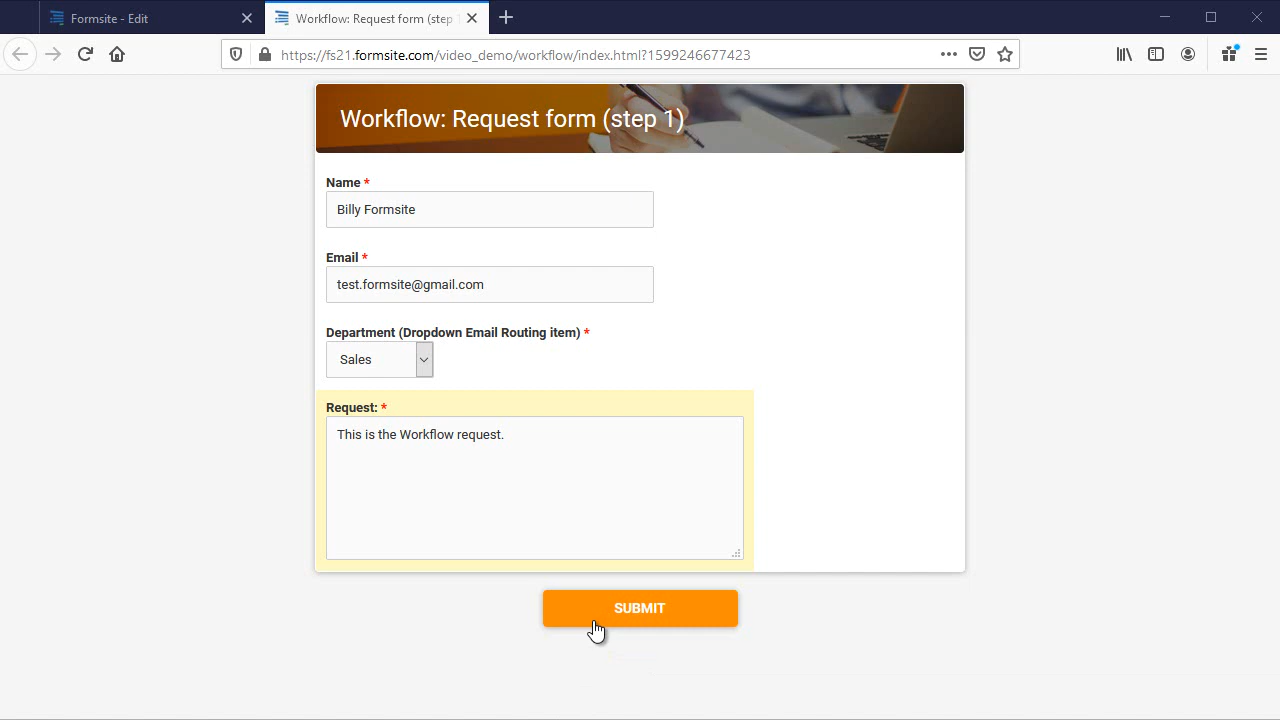 Formsite - Edit
Workflow: Request form (step
https://fs21.formsite.com/video_demo/workflow/index.html?1599246677423
Workflow: Request form (step 1)
Name *
Billy Formsite
Email *
test.formsite@gmail.com
Department (Dropdown Email Routing item) *
Sales
Request: *
This is the Workflow request.
SUBMIT